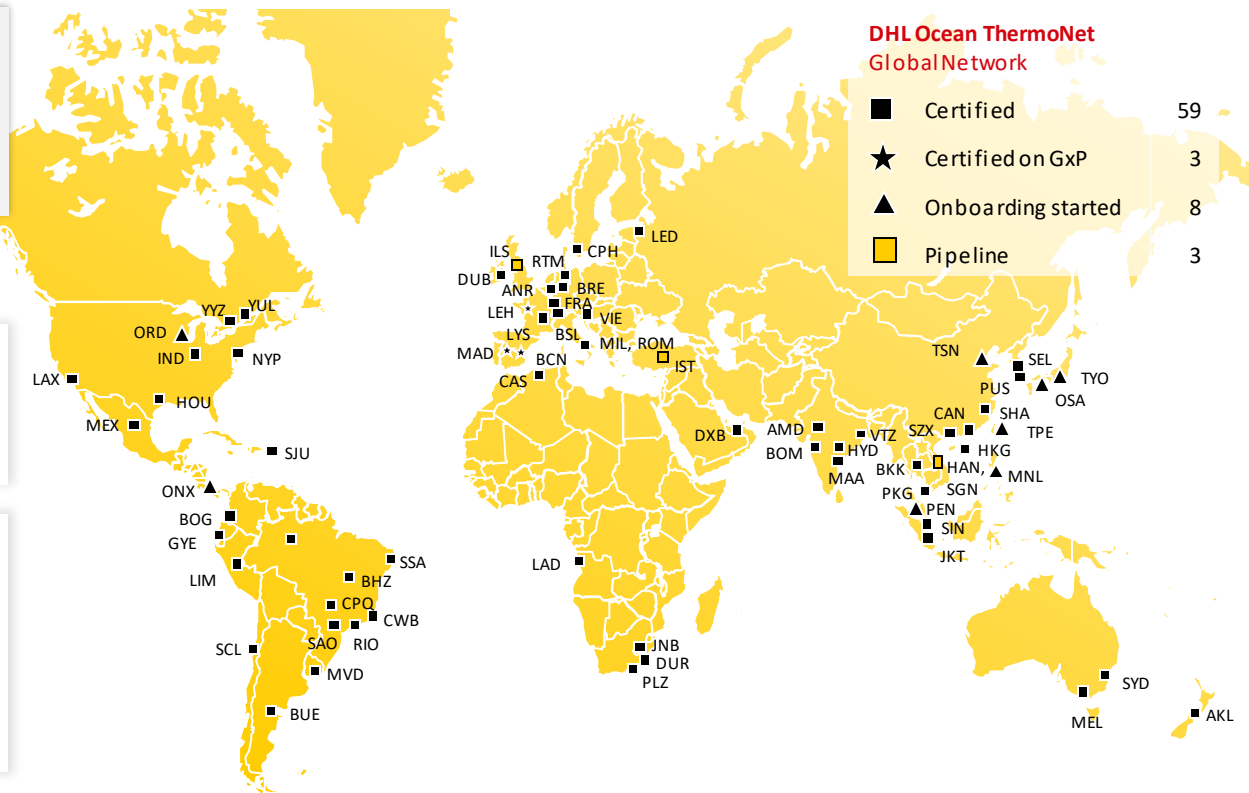 DHL Ocean ThermoNet
Global Network
Certified 59
Certified on GxP 3
Onboarding started 8
Pipeline 3
LED
ILS
CPH
RTM
DUB
ANR
BRE
FRA
LEH
VIE
LYS
BSL
MIL, ROM
MAD
BCN
IST
CAS
YYZ
YUL
ORD
IND
NYP
LAX
HOU
MEX
SJU
ONX
BOG
GYE
LIM
SSA
BHZ
CPQ
CWB
SAO
RIO
SCL
MVD
BUE
DXB
LAD
JNB
DUR
PLZ
AMD
VTZ
BOM
HYD
MAA
TSN
SEL
PUS
TYO
OSA
CAN
SHA
SZX
TPE
HKG
BKK
HAN,
MNL
PKG
SGN
PEN
SIN
JKT
SYD
MEL
AKL